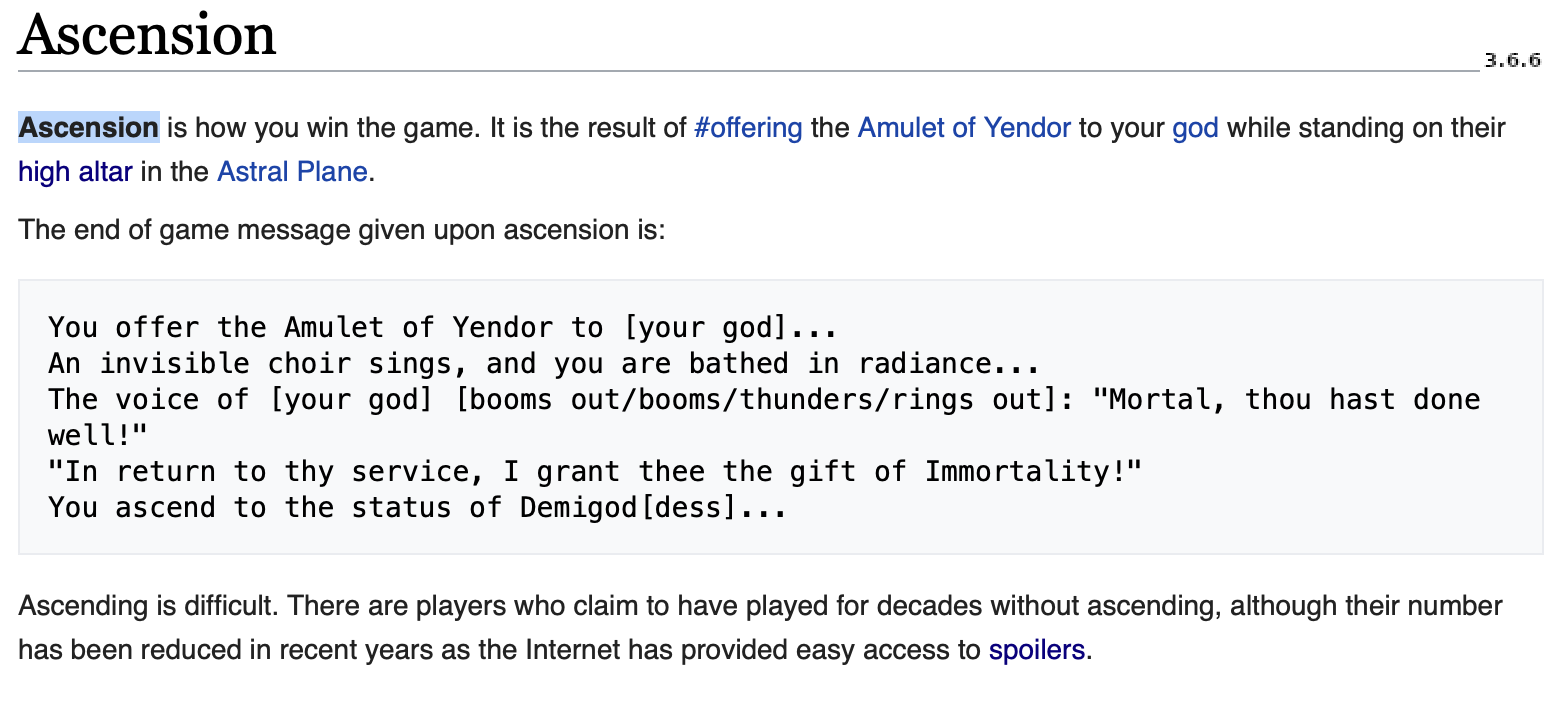 Ascension
3.6.6
Ascension is how you win the game. It is the result of #offering the Amulet of Yendor to your god while standing on their
high altar in the Astral Plane.
The end of game message given upon ascension is:
You offer the Amulet of Yendor to [your god]...
An invisible choir sings, and you are bathed in radiance...
The voice of [your god] [booms out/booms/thunders/rings out]: "Mortal, thou hast done
well!"
"In return to thy service, I grant thee the gift of Immortality!"
You ascend to the status of Demigod[dess]...
Ascending is difficult. There are players who claim to have played for decades without ascending, although their number
has been reduced in recent years as the Internet has provided easy access to spoilers.